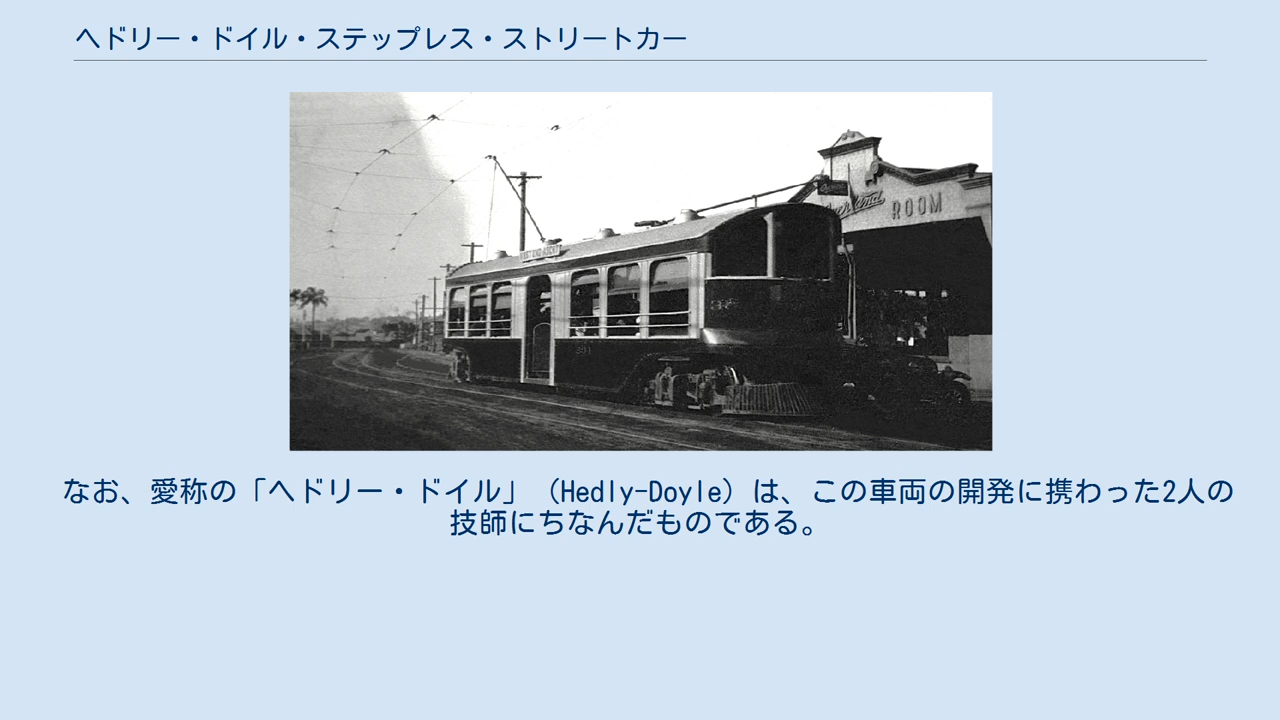 ヘドリー・ドイル・ステップレス・ストリートカー
ROOM
391
なお、愛称の「ヘドリー・ドイル」（Hedly-Doyle）は、この車両の開発に携わった2人の
技師にちなんだものである。